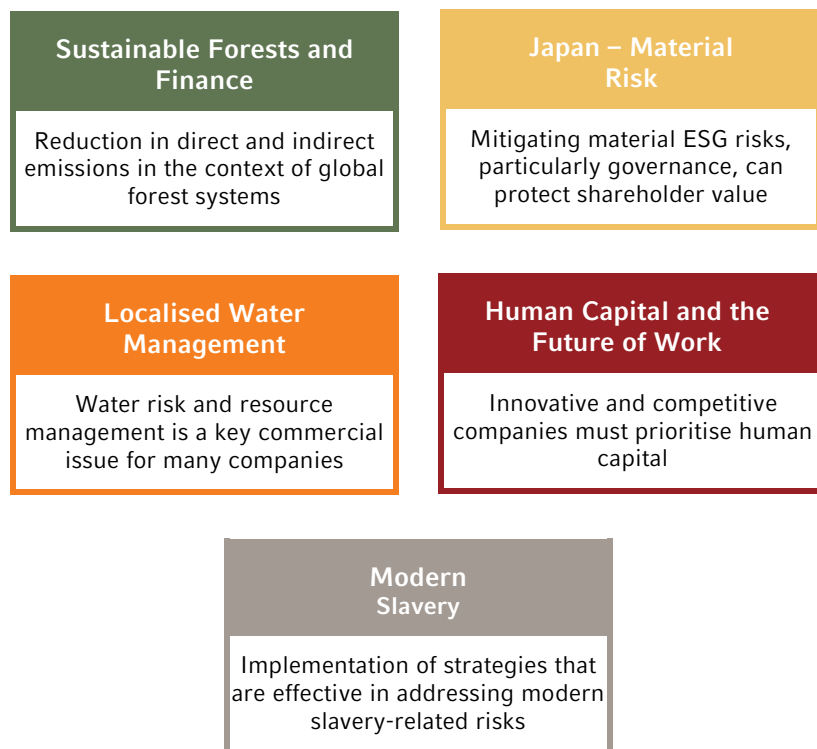 Sustainable Forests and
Finance
Reduction in direct and indirect
emissions in the context of global
forest systems
Japan – Material
Risk
Mitigating material ESG risks,
particularly governance, can
protect shareholder value
Localised Water
Management
Water risk and resource
management is a key commercial
issue for many companies
Human Capital and the
Future of Work
Innovative and competitive
companies must prioritise human
capital
Modern
Slavery
Implementation of strategies that
are effective in addressing modern
slavery-related risks